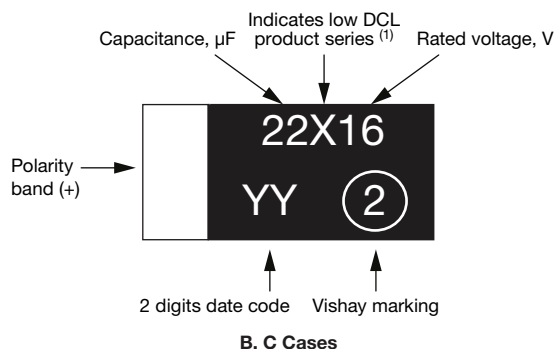 Indicates low DCL
product series (1)
Capacitance, µF
Rated voltage, V
22X16
Polarity
band (+)
YY 2
2 digits date code
Vishay marking
B, C Cases